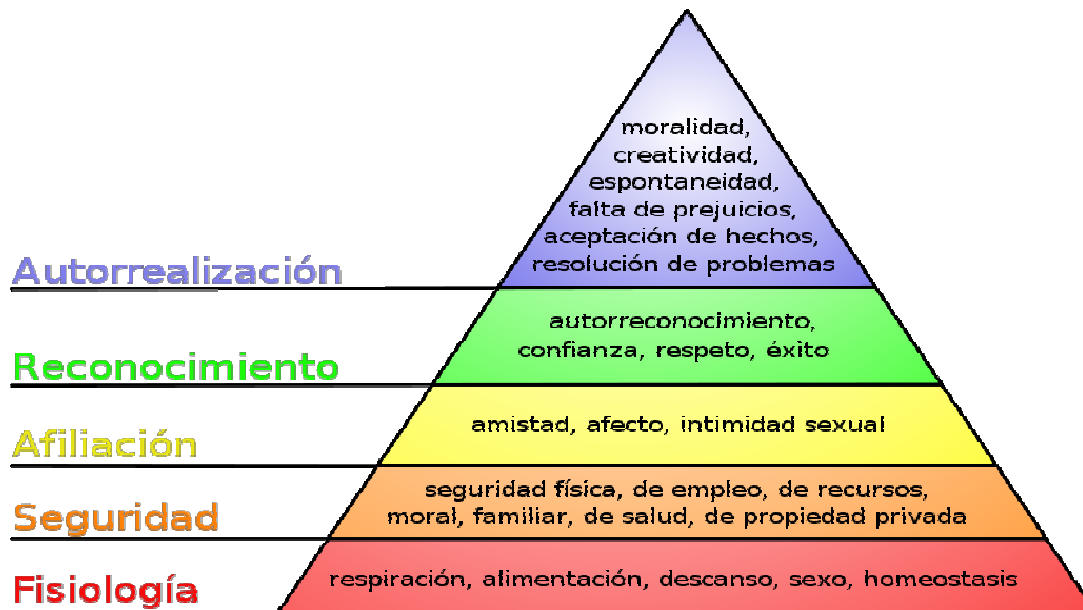 moralidad,
creatividad,
espontaneidad,
falta de prejuicios,
aceptación de hechos,
resolución de problemas
Autorrealización
autorreconocimiento,
confianza, respeto, éxito
Reconocimiento
amistad, afecto, intimidad sexual
Afiliación
seguridad física, de empleo, de recursos,
moral, familiar, de salud, de propiedad privada
Seguridad
respiración, alimentación, descanso, sexo, homeostasis
Fisiología